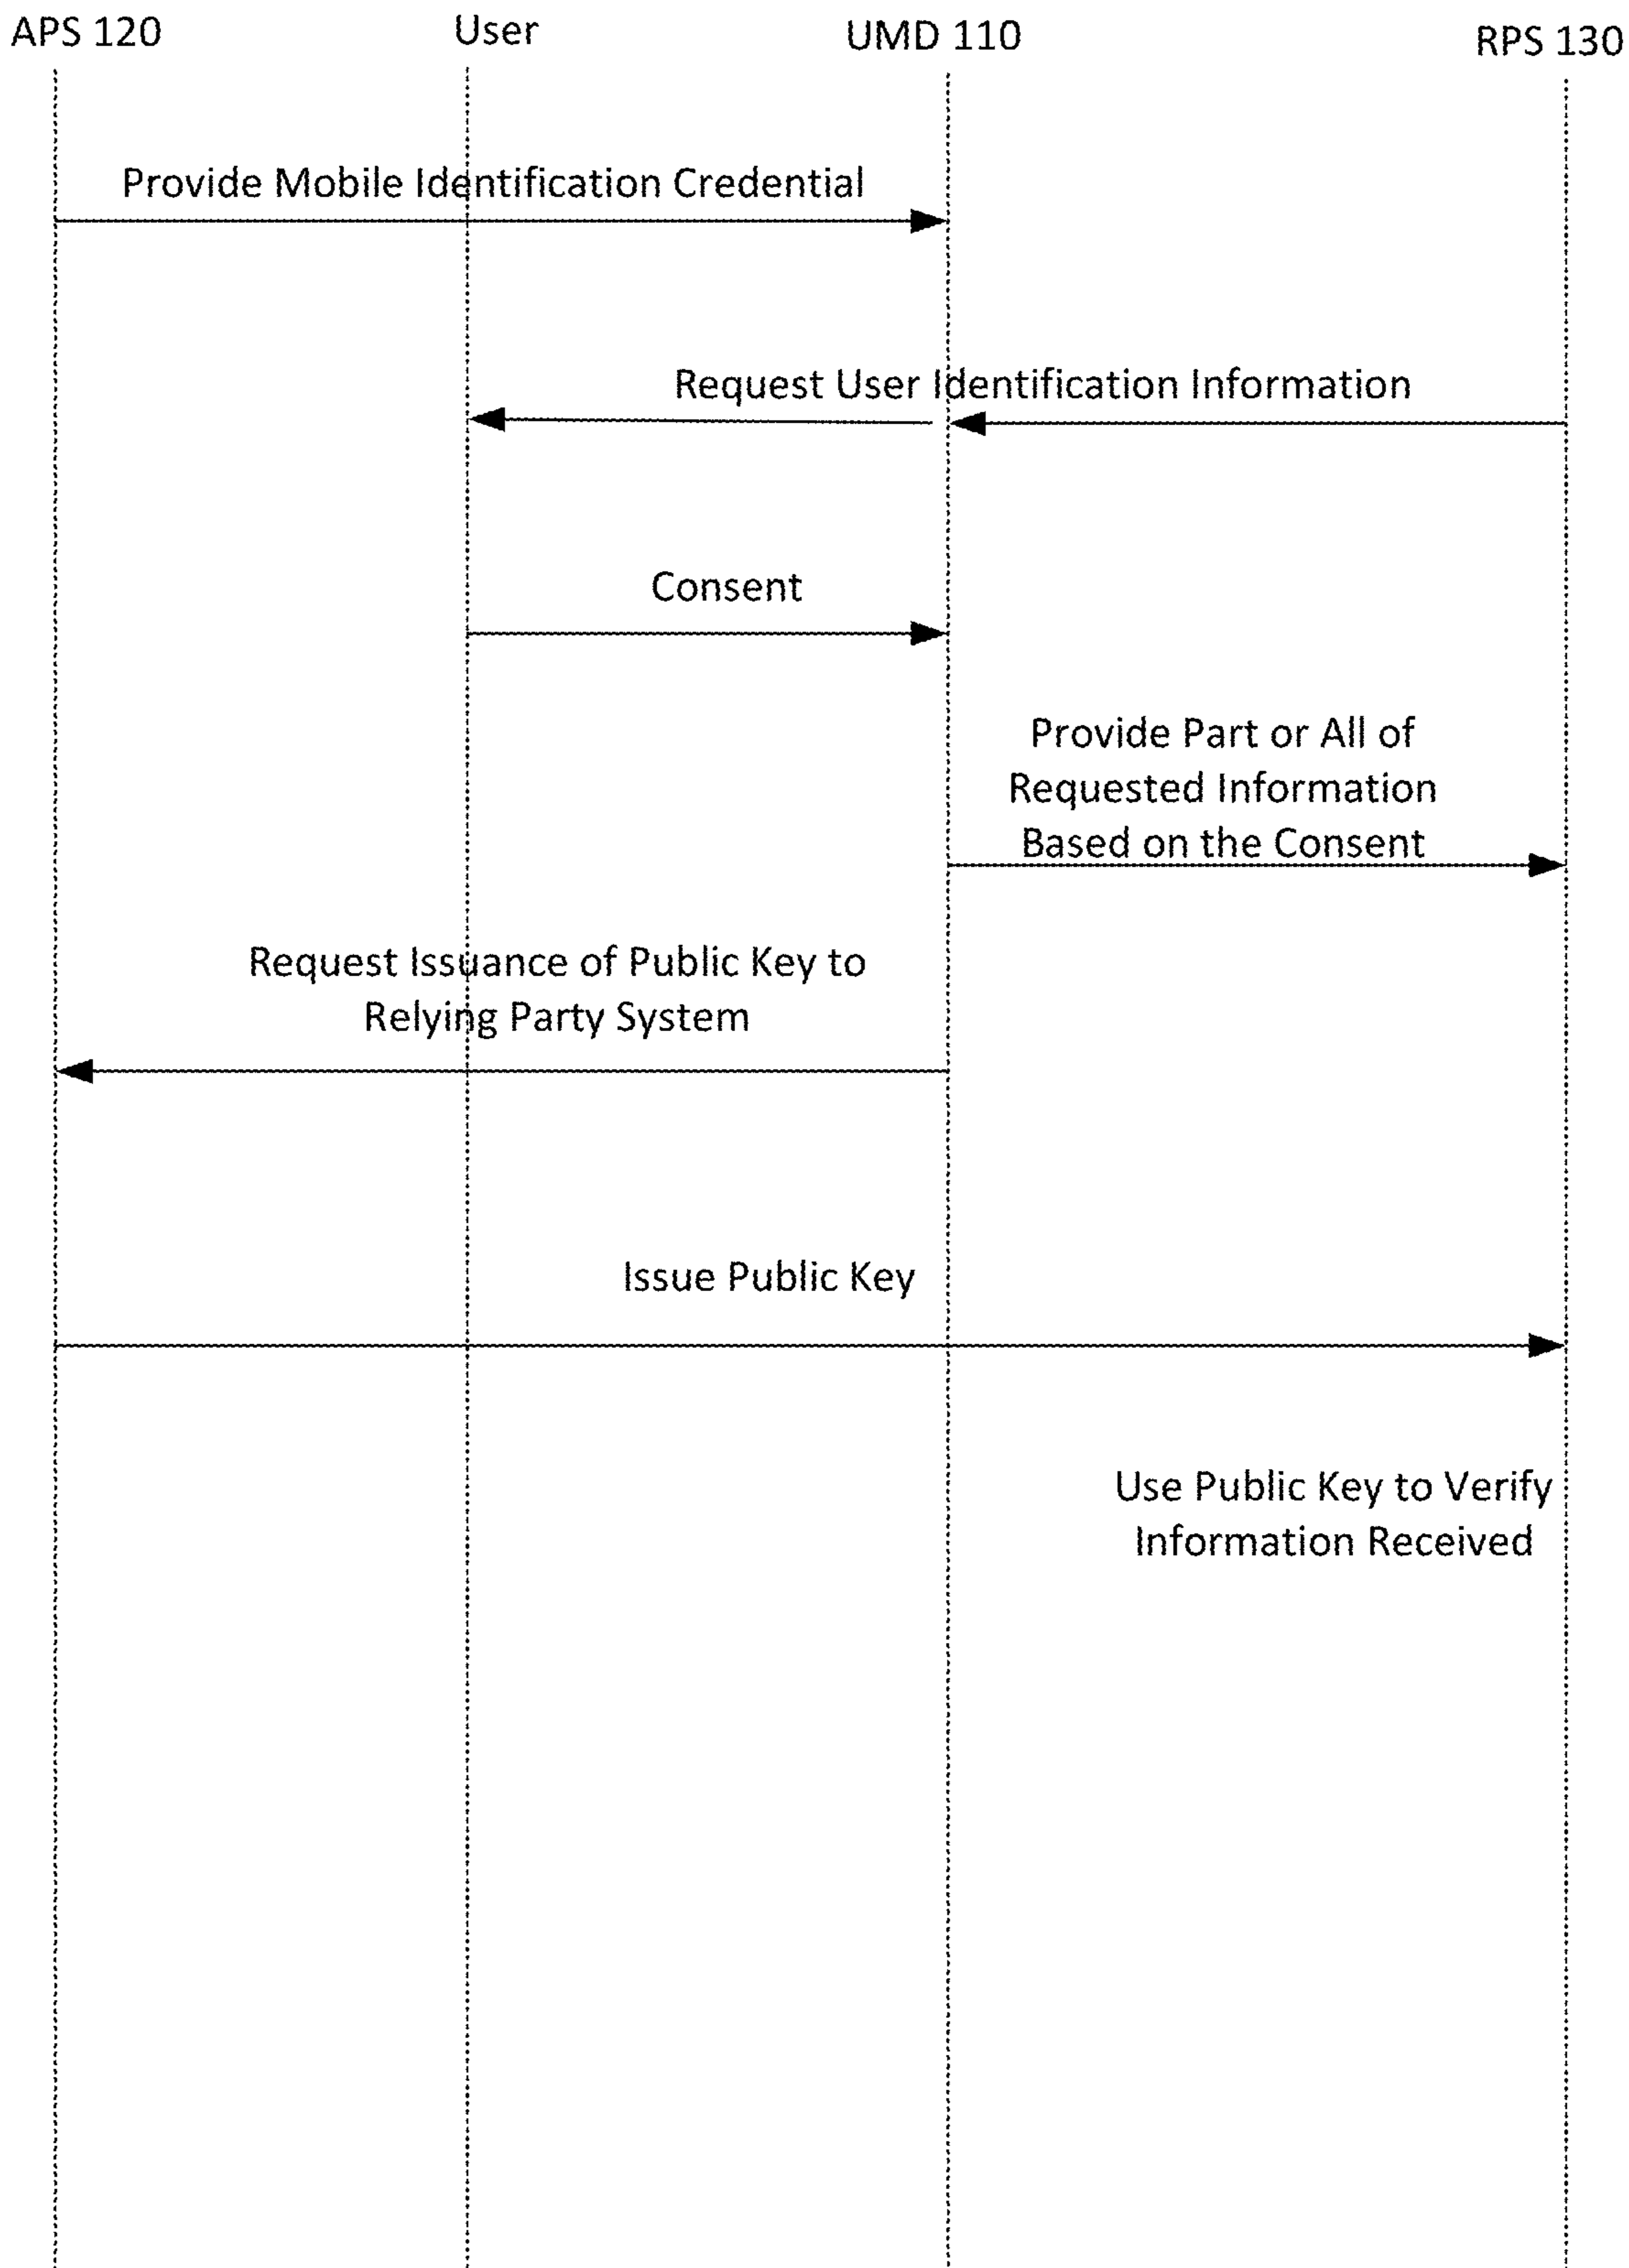 APS 120
User
UMD 110
RPS 130
Provide Mobile Identification Credential
Request User Identification Information
Consent
Provide Part or All of
Requested Information
Based on the Consent
Request Issuance of Public Key to
Relying Party System
Issue Public Key
Use Public Key to Verify
Information Received